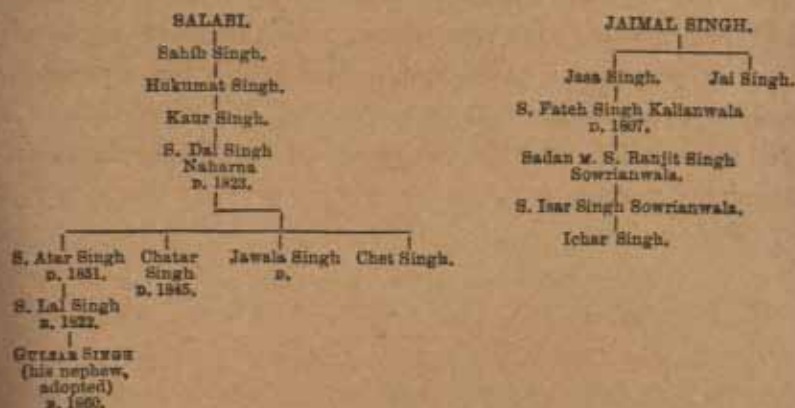 SALABI.
Sahib Singh.
Hukumat Singh.
Kaur Singh.
S. Dal Singh
Naharna
D. 1823.
S. Atar Singh
D. 1851.
Chatar
Singh
D. 1845.
Jawala Singh
D.
Chet Singh.
S. Lal Singh
B. 1822.
GULZAR SINGH
(his nephew,
adopted)
B. 1860.
JAIMAL SINGH.
Jasa Singh.
Jai Singh.
S. Fateh Singh Kalianwala
D. 1807.
Sadan w. S. Ranjit Singh
Sowrianwala.
S. Isar Singh Sowrianwala.
Ichar Singh.